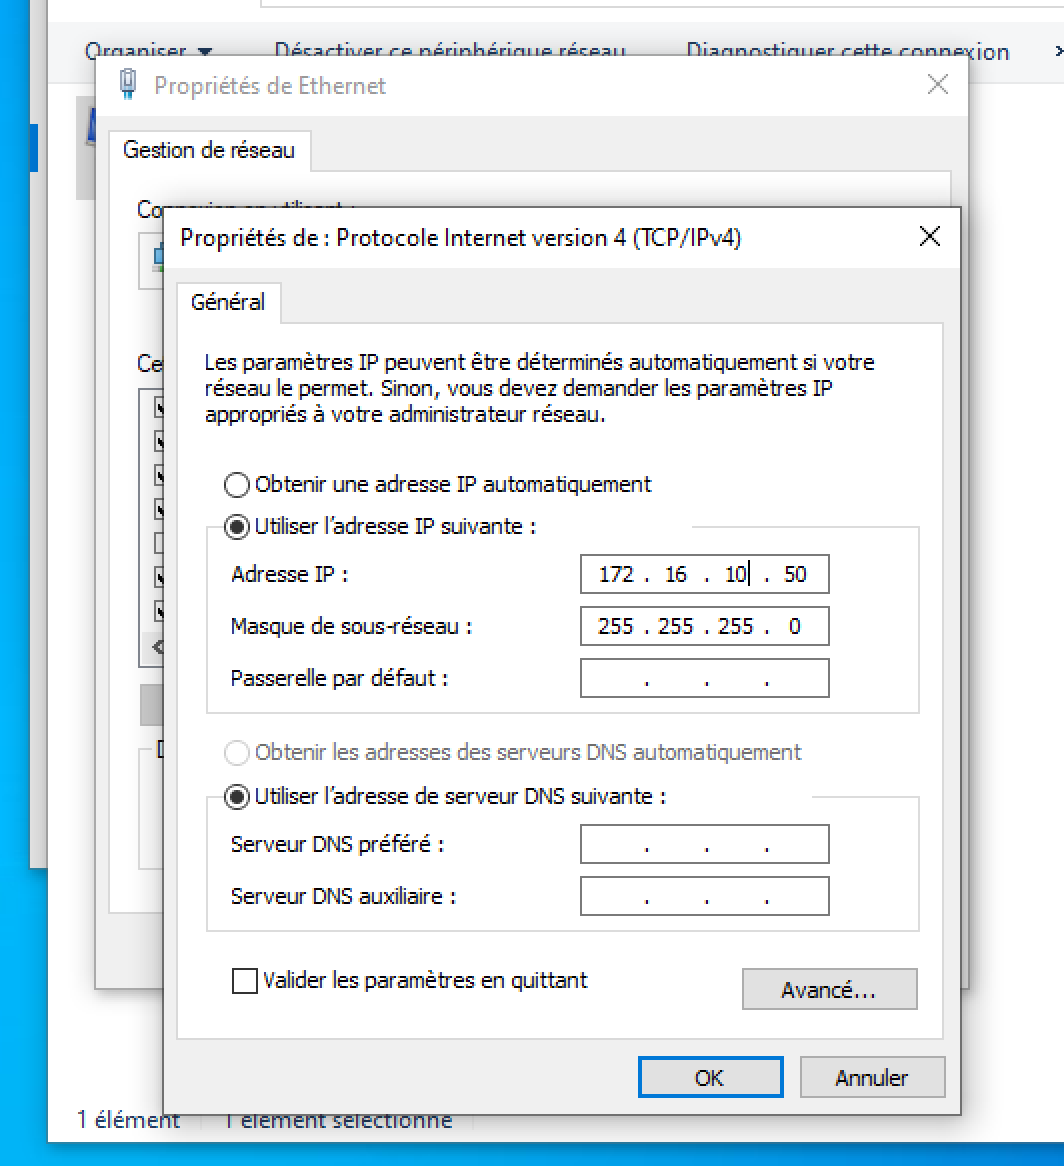 Organiser
Désactiver ce périphérique réseau
Diagnostiquer cette connexion
Propriétés de Ethernet
Gestion de réseau
Propriétés de : Protocole Internet version 4 (TCP/IPv4)
Général
Les paramètres IP peuvent être déterminés automatiquement si votre
réseau le permet. Sinon, vous devez demander les paramètres IP
appropriés à votre administrateur réseau.
Obtenir une adresse IP automatiquement
Utiliser l'adresse IP suivante :
Adresse IP : 172 . 16 . 10 . 50
Masque de sous-réseau : 255 . 255 . 255 . 0
Passerelle par défaut : . . .
Obtenir les adresses des serveurs DNS automatiquement
Utiliser l'adresse de serveur DNS suivante :
Serveur DNS préféré : . . .
Serveur DNS auxiliaire : . . .
Valider les paramètres en quittant
Avancé...
OK
Annuler
1 élément
1 élément sélectionné